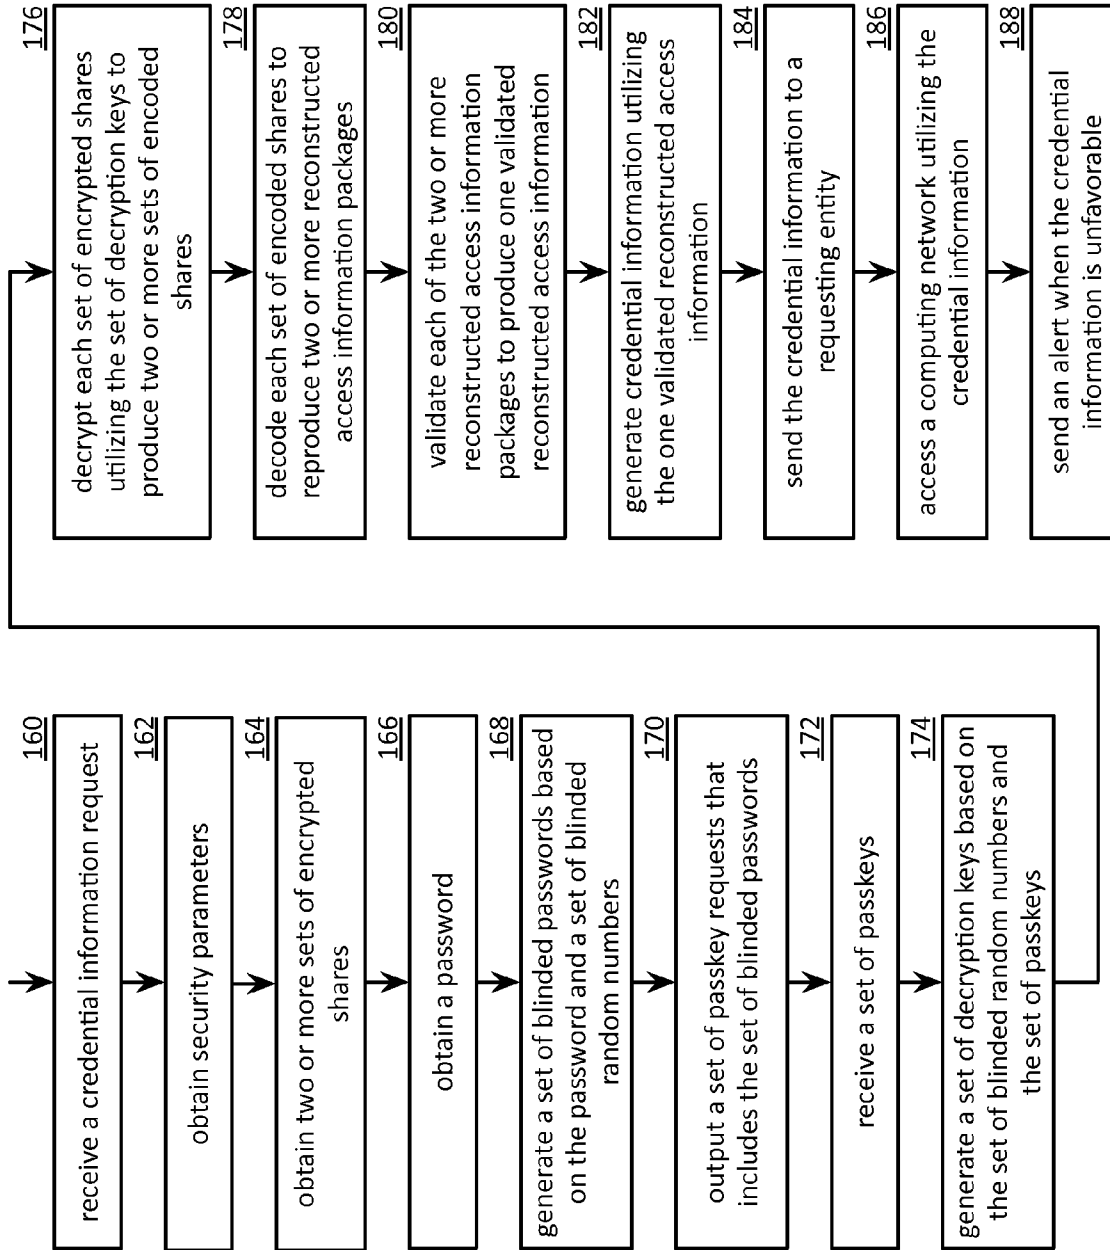 160
receive a credential information request
162
obtain security parameters
164
obtain two or more sets of encrypted
shares
166
obtain a password
168
generate a set of blinded passwords based
on the password and a set of blinded
random numbers
170
output a set of passkey requests that
includes the set of blinded passwords
172
receive a set of passkeys
174
generate a set of decryption keys based on
the set of blinded random numbers and
the set of passkeys
176
decrypt each set of encrypted shares
utilizing the set of decryption keys to
produce two or more sets of encoded
shares
178
decode each set of encoded shares to
reproduce two or more reconstructed
access information packages
180
validate each of the two or more
reconstructed access information
packages to produce one validated
reconstructed access information
182
generate credential information utilizing
the one validated reconstructed access
information
184
send the credential information to a
requesting entity
186
access a computing network utilizing the
credential information
188
send an alert when the credential
information is unfavorable